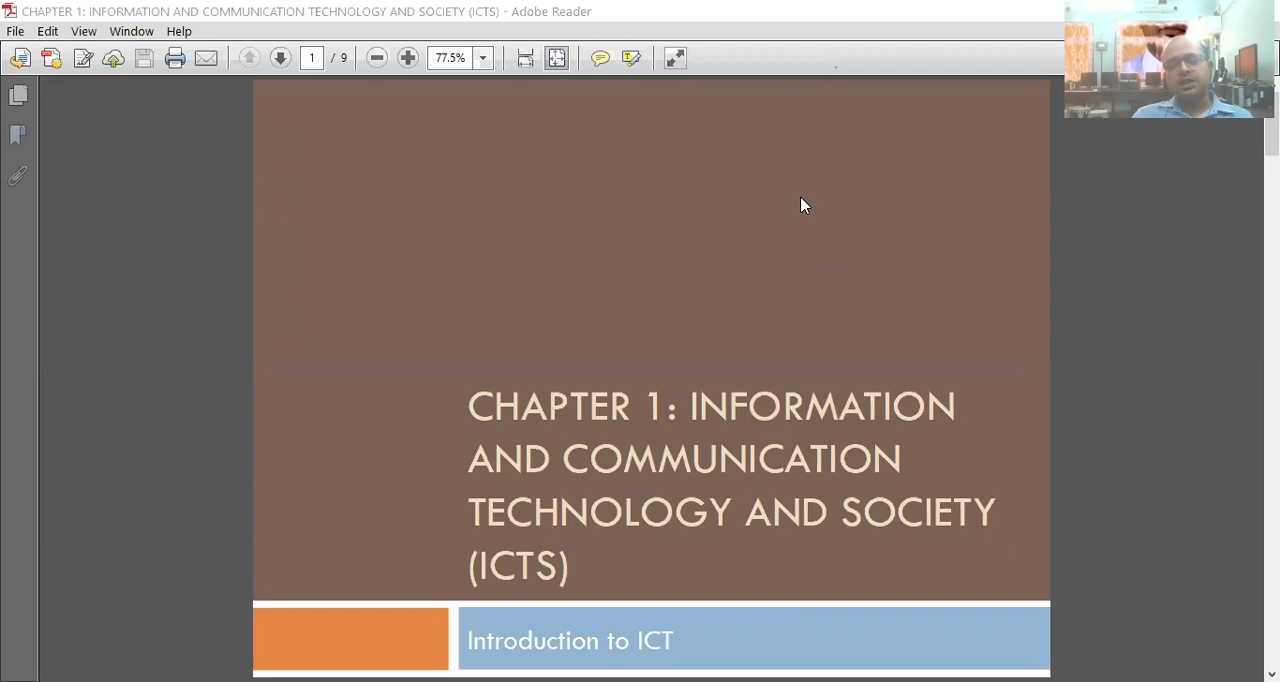 CHAPTER 1: INFORMATION AND COMMUNICATION TECHNOLOGY AND SOCIETY (ICTS) - Adobe Reader
File Edit View Window Help
1 / 9 77.5%
CHAPTER 1: INFORMATION
AND COMMUNICATION
TECHNOLOGY AND SOCIETY
(ICTS)
Introduction to ICT